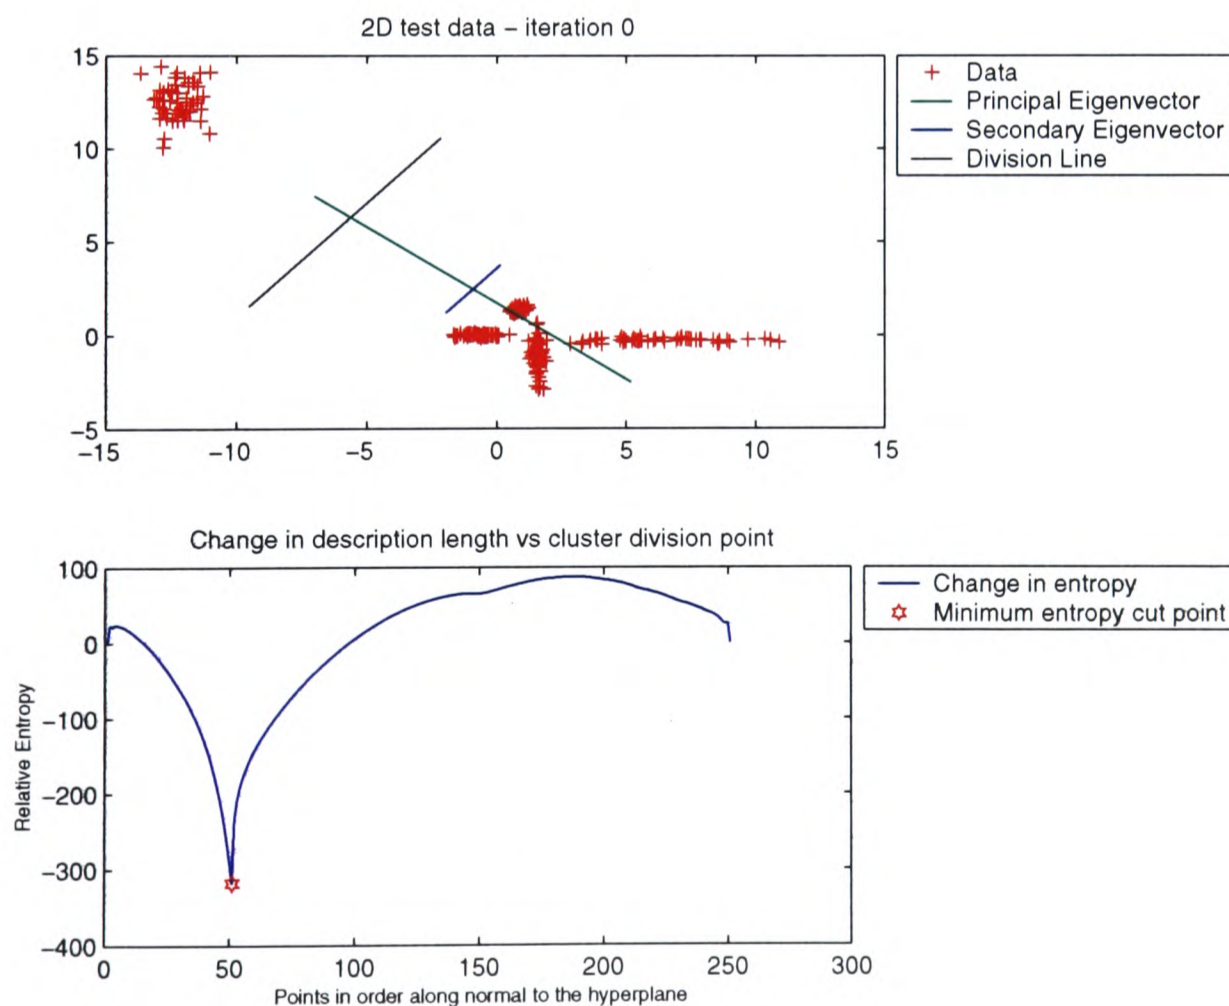 2D test data – iteration 0
15
10
5
0
−5
−15
−10
−5
0
5
10
15
Data
Principal Eigenvector
Secondary Eigenvector
Division Line
Change in description length vs cluster division point
100
0
−100
−200
−300
−400
Relative Entropy
0
50
100
150
200
250
300
Points in order along normal to the hyperplane
Change in entropy
Minimum entropy cut point